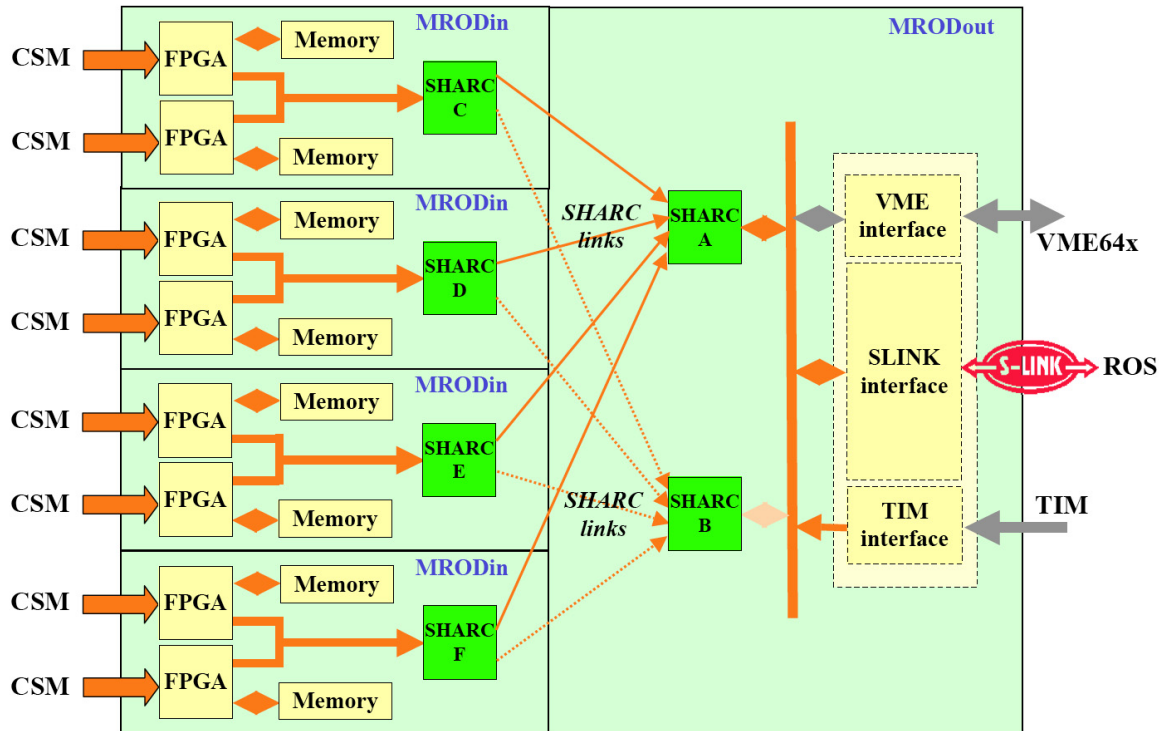 MRODin
CSM
FPGA
Memory
SHARC
C
CSM
FPGA
Memory
MRODin
CSM
FPGA
Memory
SHARC
D
CSM
FPGA
Memory
MRODin
CSM
FPGA
Memory
SHARC
E
CSM
FPGA
Memory
MRODin
CSM
FPGA
Memory
SHARC
F
CSM
FPGA
Memory
MRODout
SHARC
links
SHARC
A
SHARC
links
SHARC
B
VME
interface
VME64x
SLINK
interface
S-LINK
ROS
TIM
interface
TIM